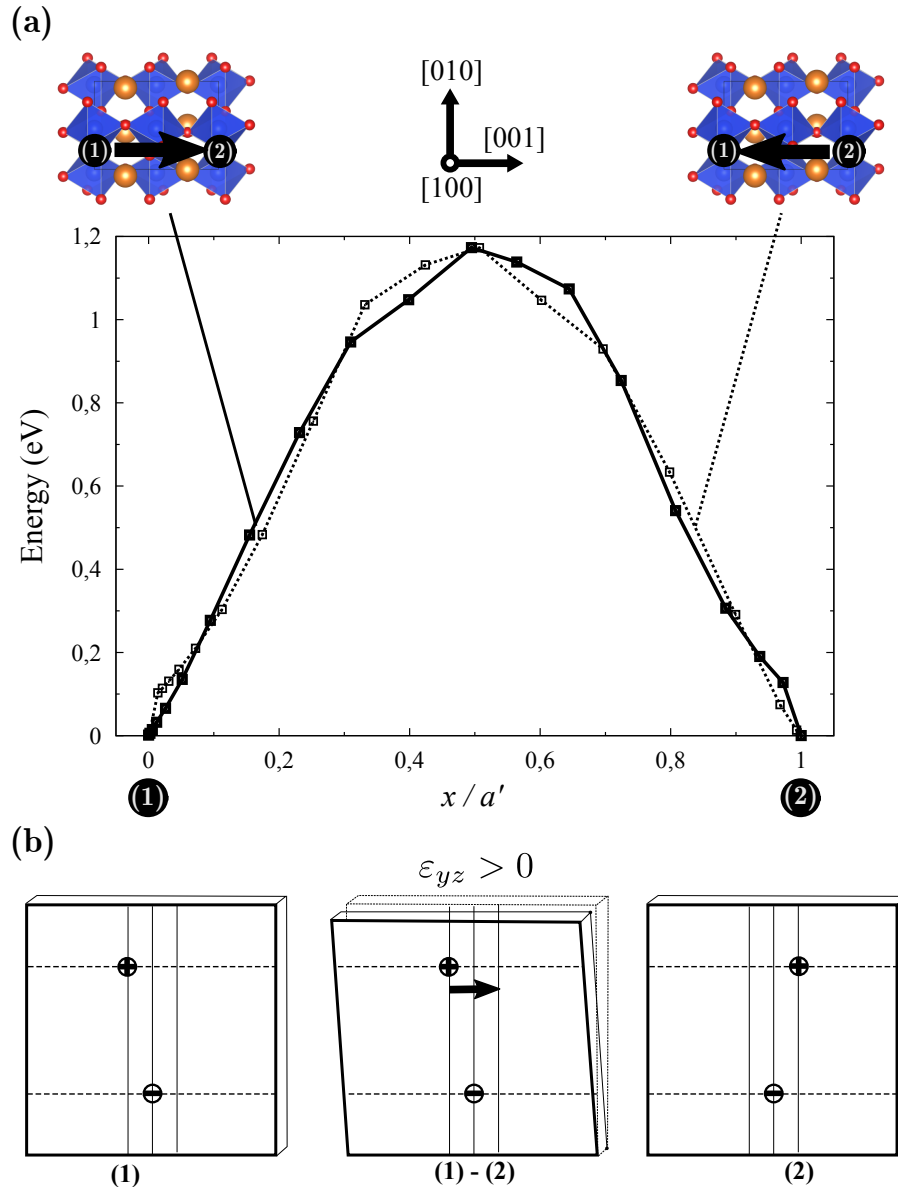 (a)
[010]
[001]
[100]
(1) (2)
(1) (2)
1,2
1
0,8
0,6
0,4
0,2
0
Energy (eV)
0 0,2 0,4 0,6 0,8 1
(1) x / a′ (2)
(b)
ε_yz > 0
(1) (1) - (2) (2)